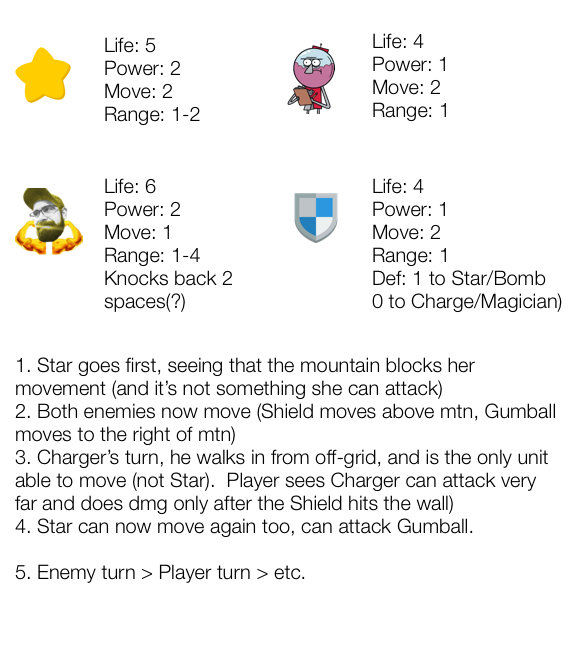 Life: 5
Power: 2
Move: 2
Range: 1-2
Life: 4
Power: 1
Move: 2
Range: 1
Life: 6
Power: 2
Move: 1
Range: 1-4
Knocks back 2
spaces(?)
Life: 4
Power: 1
Move: 2
Range: 1
Def: 1 to Star/Bomb
0 to Charge/Magician)
1. Star goes first, seeing that the mountain blocks her
movement (and it’s not something she can attack)
2. Both enemies now move (Shield moves above mtn, Gumball
moves to the right of mtn)
3. Charger’s turn, he walks in from off-grid, and is the only unit
able to move (not Star).  Player sees Charger can attack very
far and does dmg only after the Shield hits the wall)
4. Star can now move again too, can attack Gumball.
5. Enemy turn > Player turn > etc.